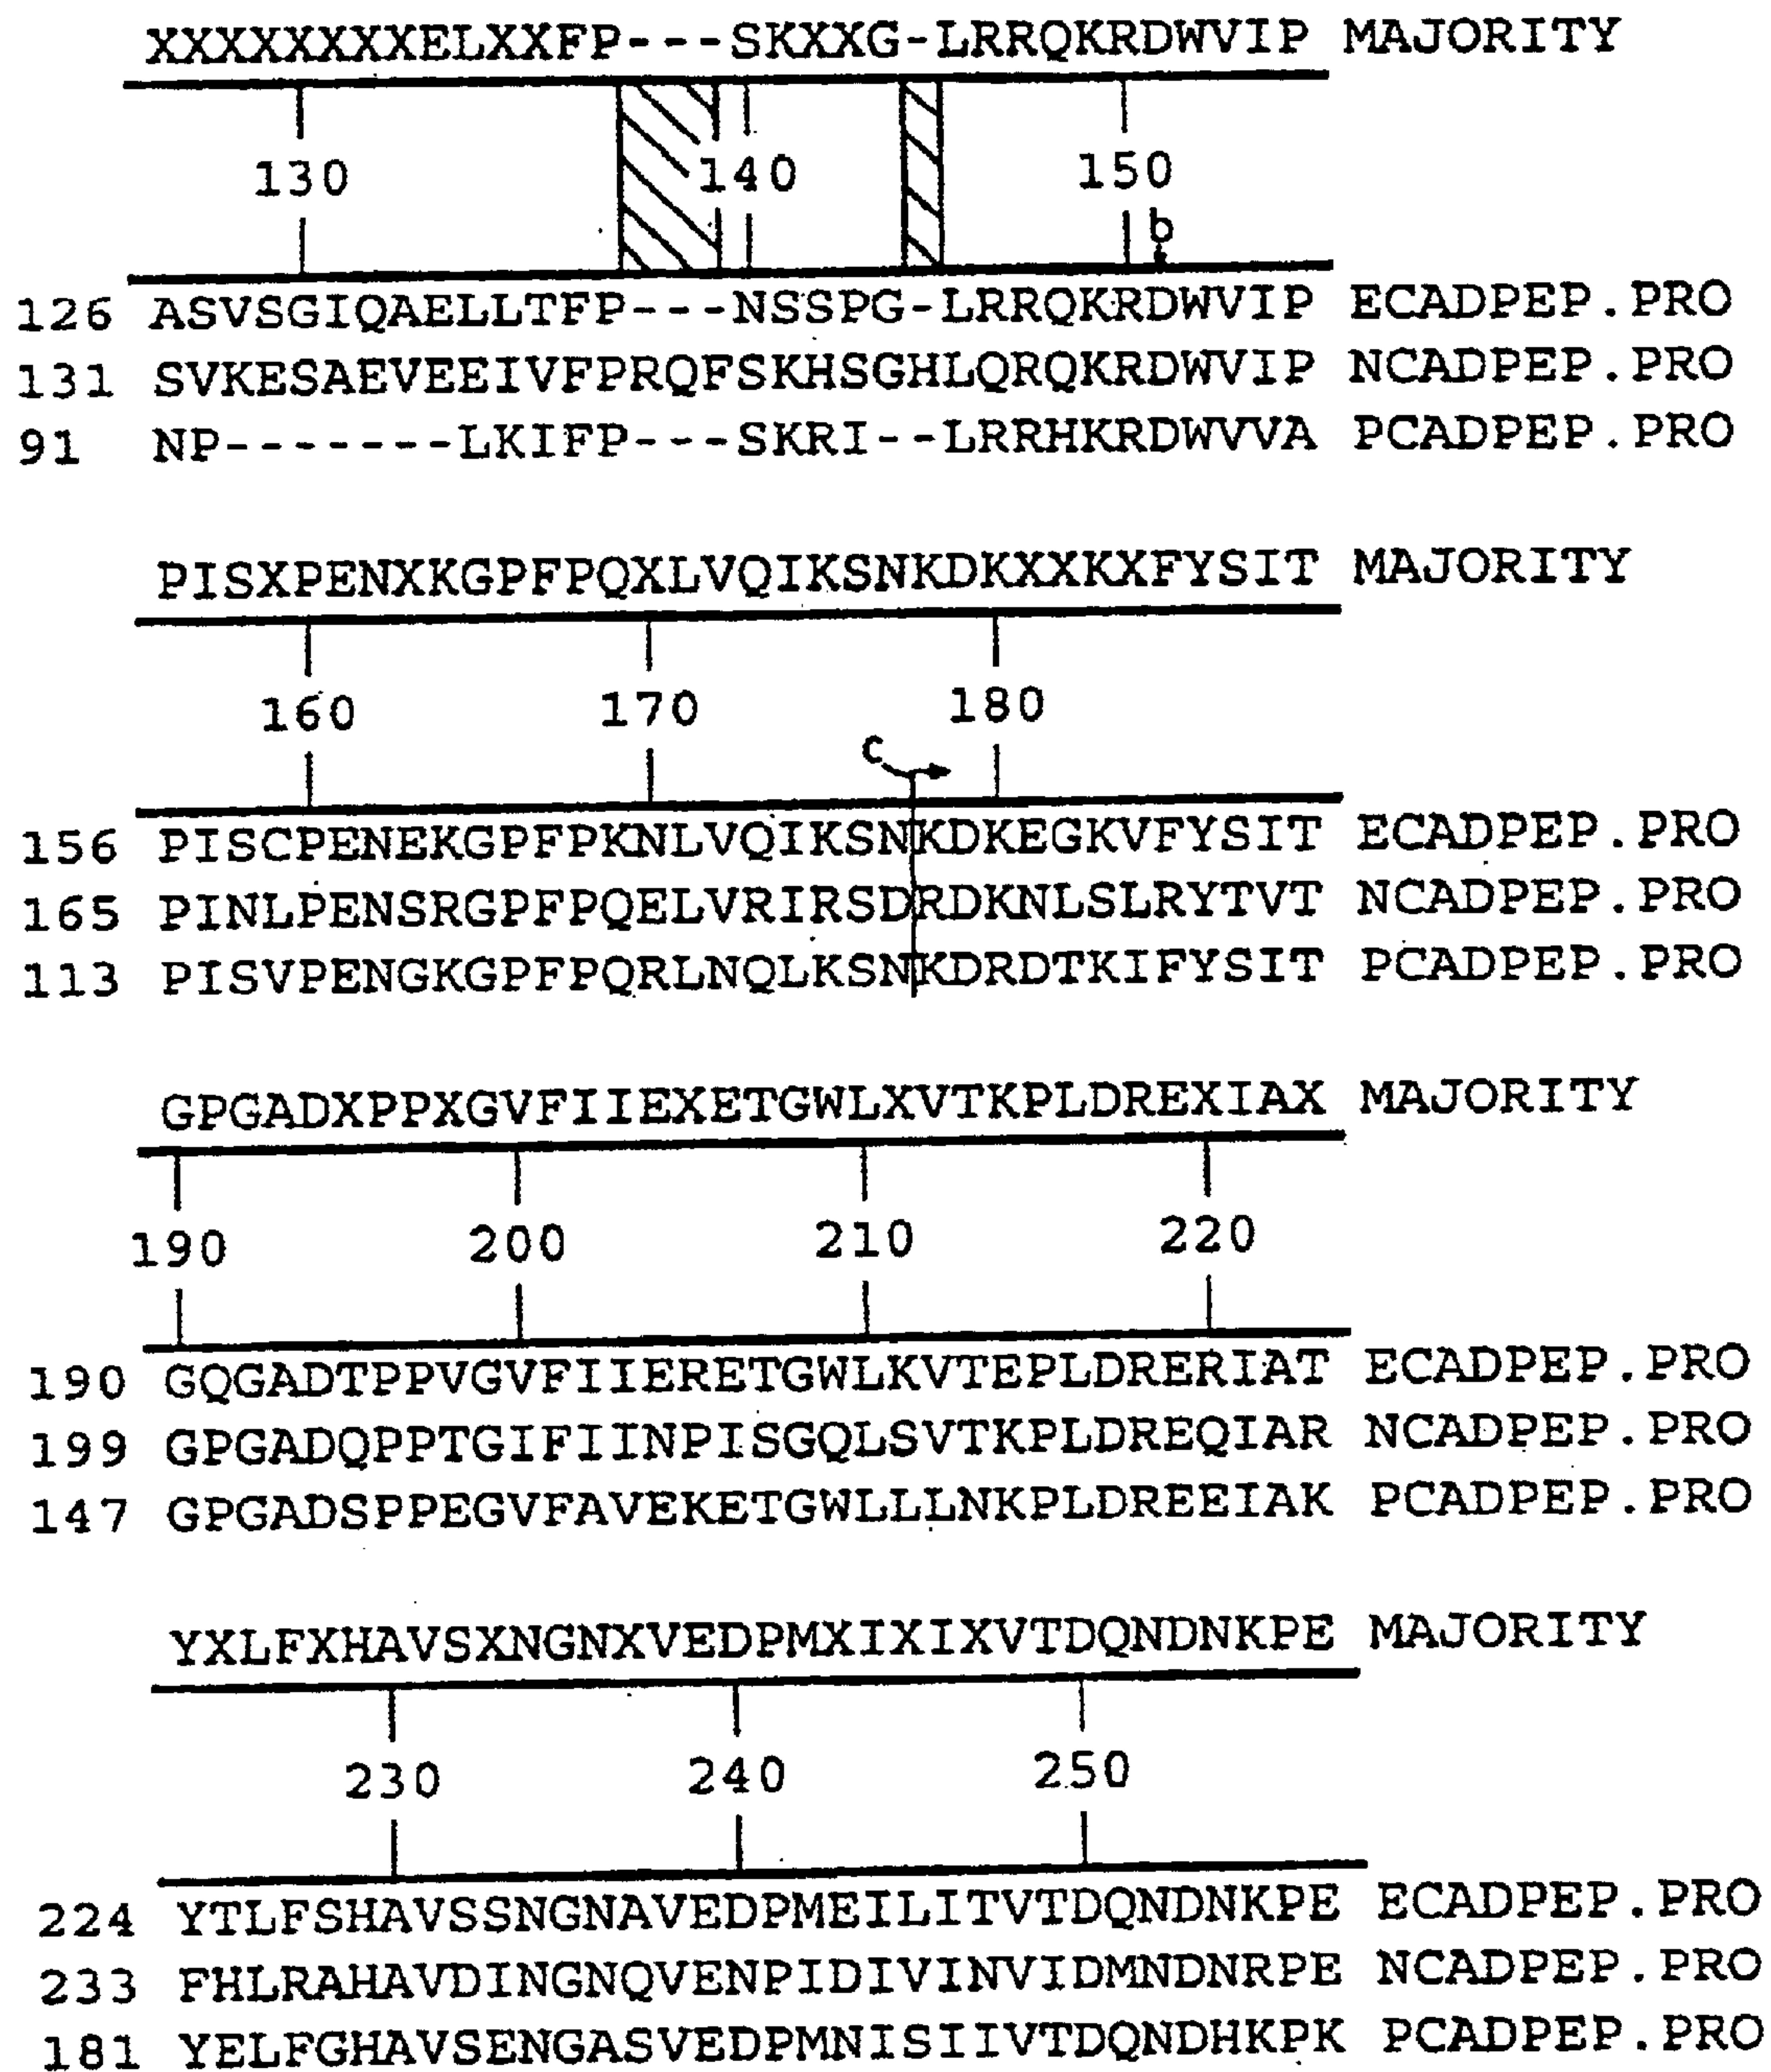 XXXXXXXXELXXFP---SKXXG-LRRQKRDWVIP MAJORITY
130 140 150
b
126 ASVSGIQAELLTFP---NSSPG-LRRQKRDWVIP ECADPEP.PRO
131 SVKESAEVEEIVFPRQFSKHSGHLQRQKRDWVIP NCADPEP.PRO
91 NP-------LKIFP---SKRI--LRRHKRDWVVA PCADPEP.PRO
PISXPENXKGPFPQXLVQIKSNKDKXXKXFYSIT MAJORITY
160 170 180
c
156 PISCPENEKGPFPKNLVQIKSNKDKEGKVFYSIT ECADPEP.PRO
165 PINLPENSRGPFPQELVRIRSDRDKNLSLRYTVT NCADPEP.PRO
113 PISVPENGKGPFPQRLNQLKSNKDRDTKIFYSIT PCADPEP.PRO
GPGADXPPXGVFIIEXETGWLXVTKPLDREXIAX MAJORITY
190 200 210 220
190 GQGADTPPVGVFIIERETGWLKVTEPLDRERIAT ECADPEP.PRO
199 GPGADQPPTGIFIINPISGQLSVTKPLDREQIAR NCADPEP.PRO
147 GPGADSPPEGVFAVEKETGWLLLNKPLDREEIAK PCADPEP.PRO
YXLFXHAVSXNGNXVEDPMXIXIXVTDQNDNKPE MAJORITY
230 240 250
224 YTLFSHAVSSNGNAVEDPMEILITVTDQNDNKPE ECADPEP.PRO
233 FHLRAHAVDINGNQVENPIDIVINVIDMNDNRPE NCADPEP.PRO
181 YELFGHAVSENGASVEDPMNISIIVTDQNDHKPK PCADPEP.PRO